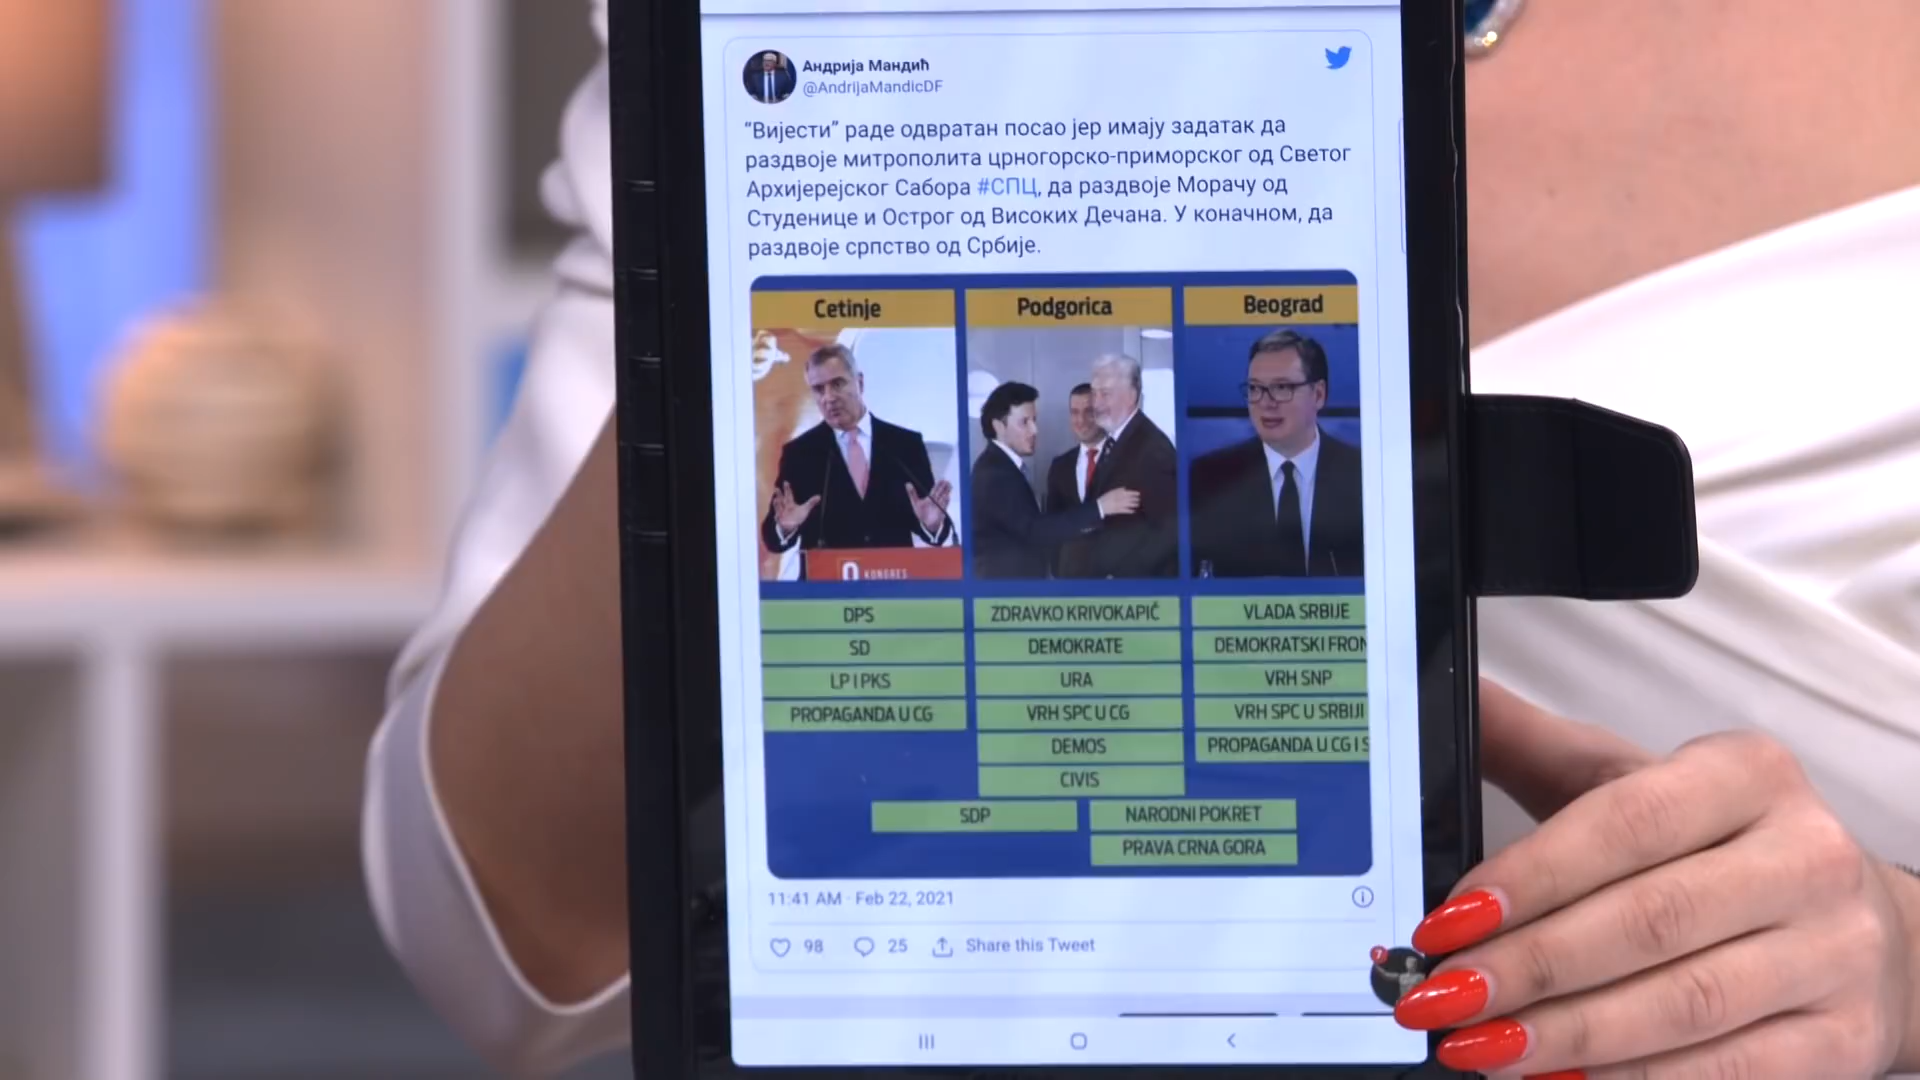 Андрија Мандић
@AndrijaMandicDF
“Вијести” раде одвратан посао јер имају задатак да
раздвоје митрополита црногорско-приморског од Светог
Архијерејског Сабора #СПЦ, да раздвоје Морачу од
Студенице и Острог од Високих Дечана. У коначном, да
раздвоје српство од Србије.
Cetinje Podgorica Beograd
KONGRES
DPS ZDRAVKO KRIVOKAPIĆ VLADA SRBIJE
SD DEMOKRATE DEMOKRATSKI FRON
LP I PKS URA VRH SNP
PROPAGANDA U CG VRH SPC U CG VRH SPC U SRBIJI
DEMOS PROPAGANDA U CG I S
CIVIS
SDP NARODNI POKRET
PRAVA CRNA GORA
11:41 AM · Feb 22, 2021
98 25 Share this Tweet
7